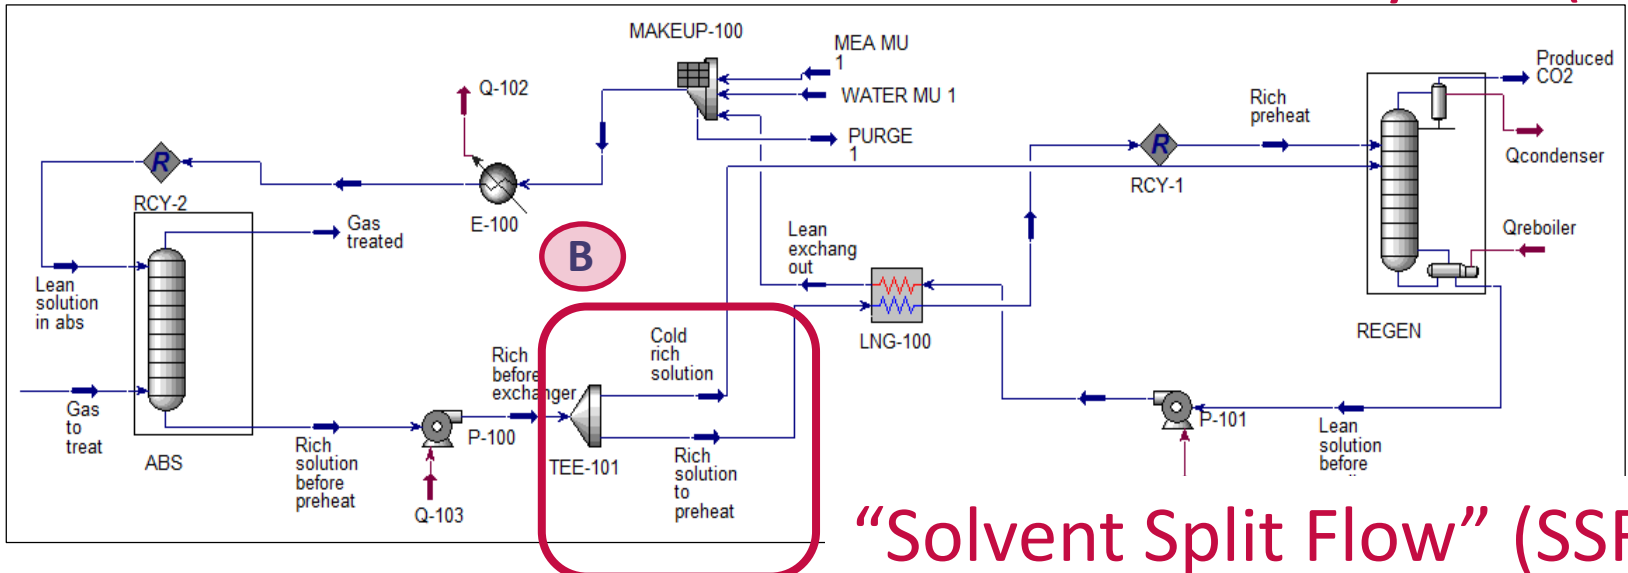 MAKEUP-100
MEA MU
1
WATER MU 1
PURGE
1
Q-102
Produced
CO2
Rich
preheat
Qcondenser
R
RCY-2
R
RCY-1
E-100
Gas
treated
B
Lean
exchang
out
Qreboiler
Lean
solution
in abs
LNG-100
REGEN
Cold
rich
solution
Rich
before
exchanger
Gas
to
treat
ABS
Rich
solution
before
preheat
P-100
Q-103
TEE-101
Rich
solution
to
preheat
P-101
Lean
solution
before
“Solvent Split Flow” (SSF